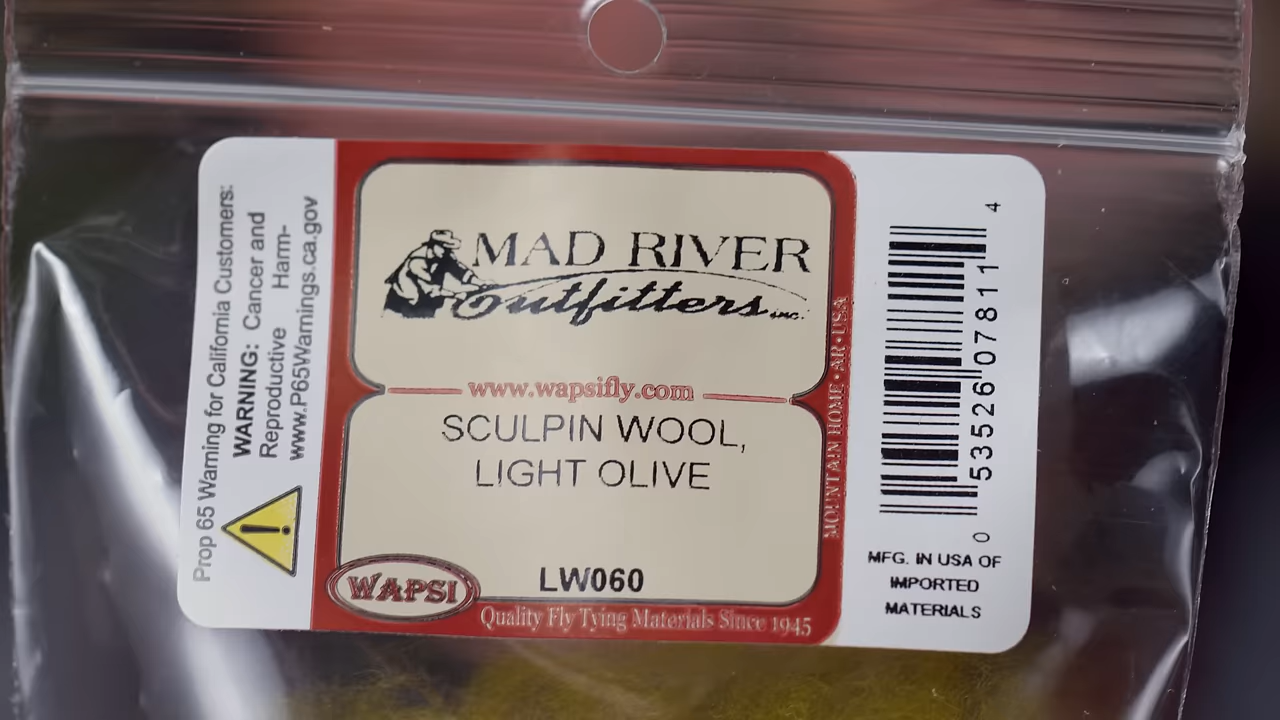 Prop 65 Warning for California Customers:
WARNING: Cancer and
Reproductive Harm-
www.P65Warnings.ca.gov
MAD RIVER
Outfitters inc.
www.wapsifly.com
SCULPIN WOOL,
LIGHT OLIVE
LW060
WAPSI
Quality Fly Tying Materials Since 1945
MOUNTAIN HOME•AR•USA
0 53526 07811 4
MFG. IN USA OF
IMPORTED
MATERIALS